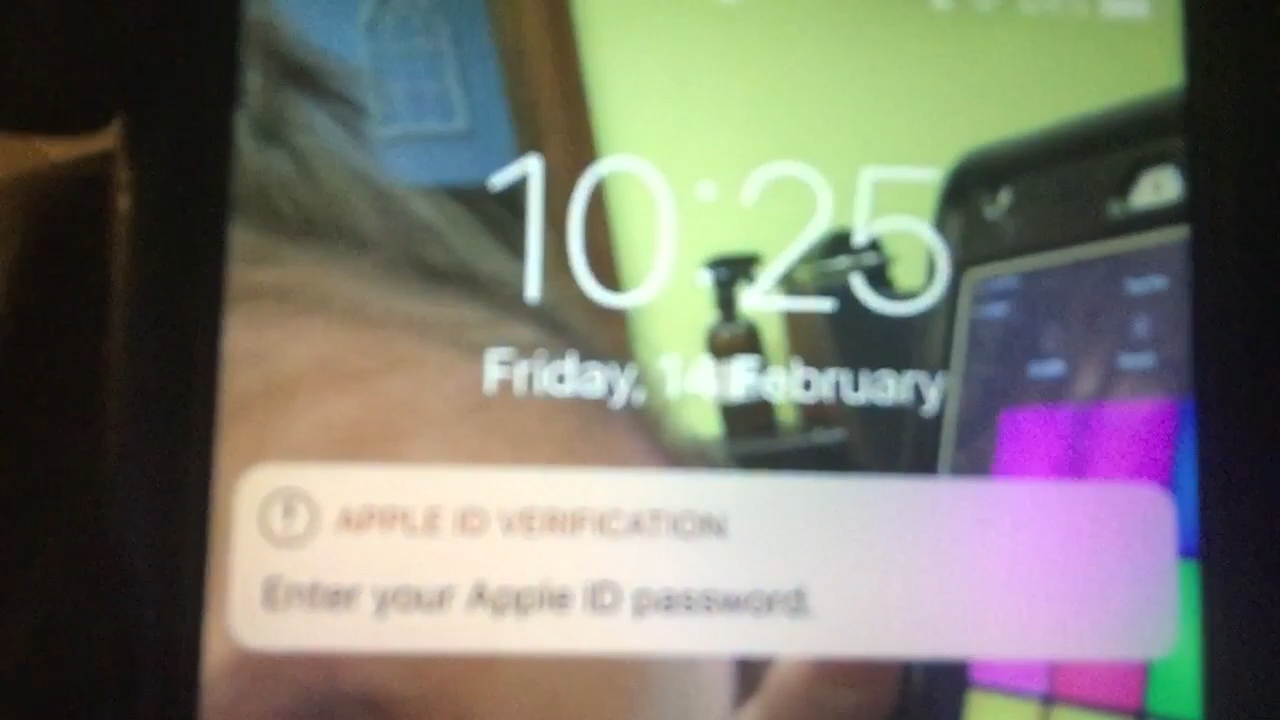 10:25
Friday, 14 February
APPLE ID VERIFICATION
Enter your Apple ID password.